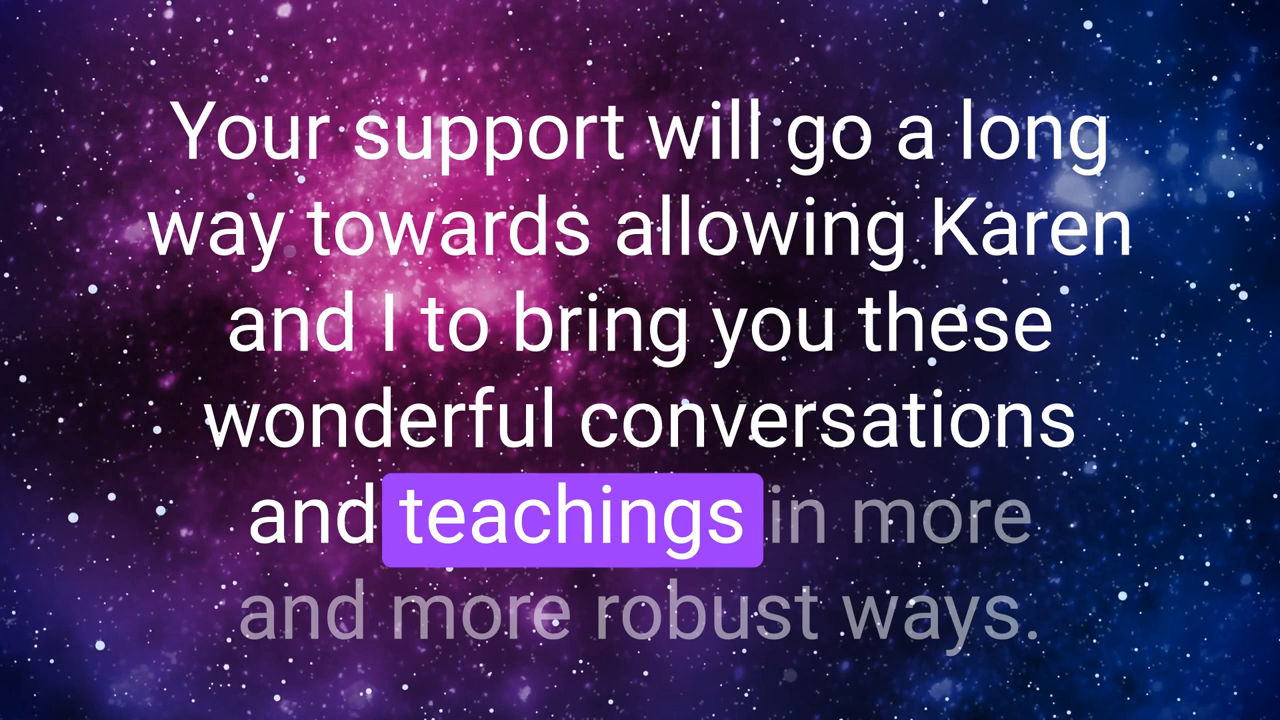 Your support will go a long
way towards allowing Karen
and I to bring you these
wonderful conversations
and teachings in more
and more robust ways.